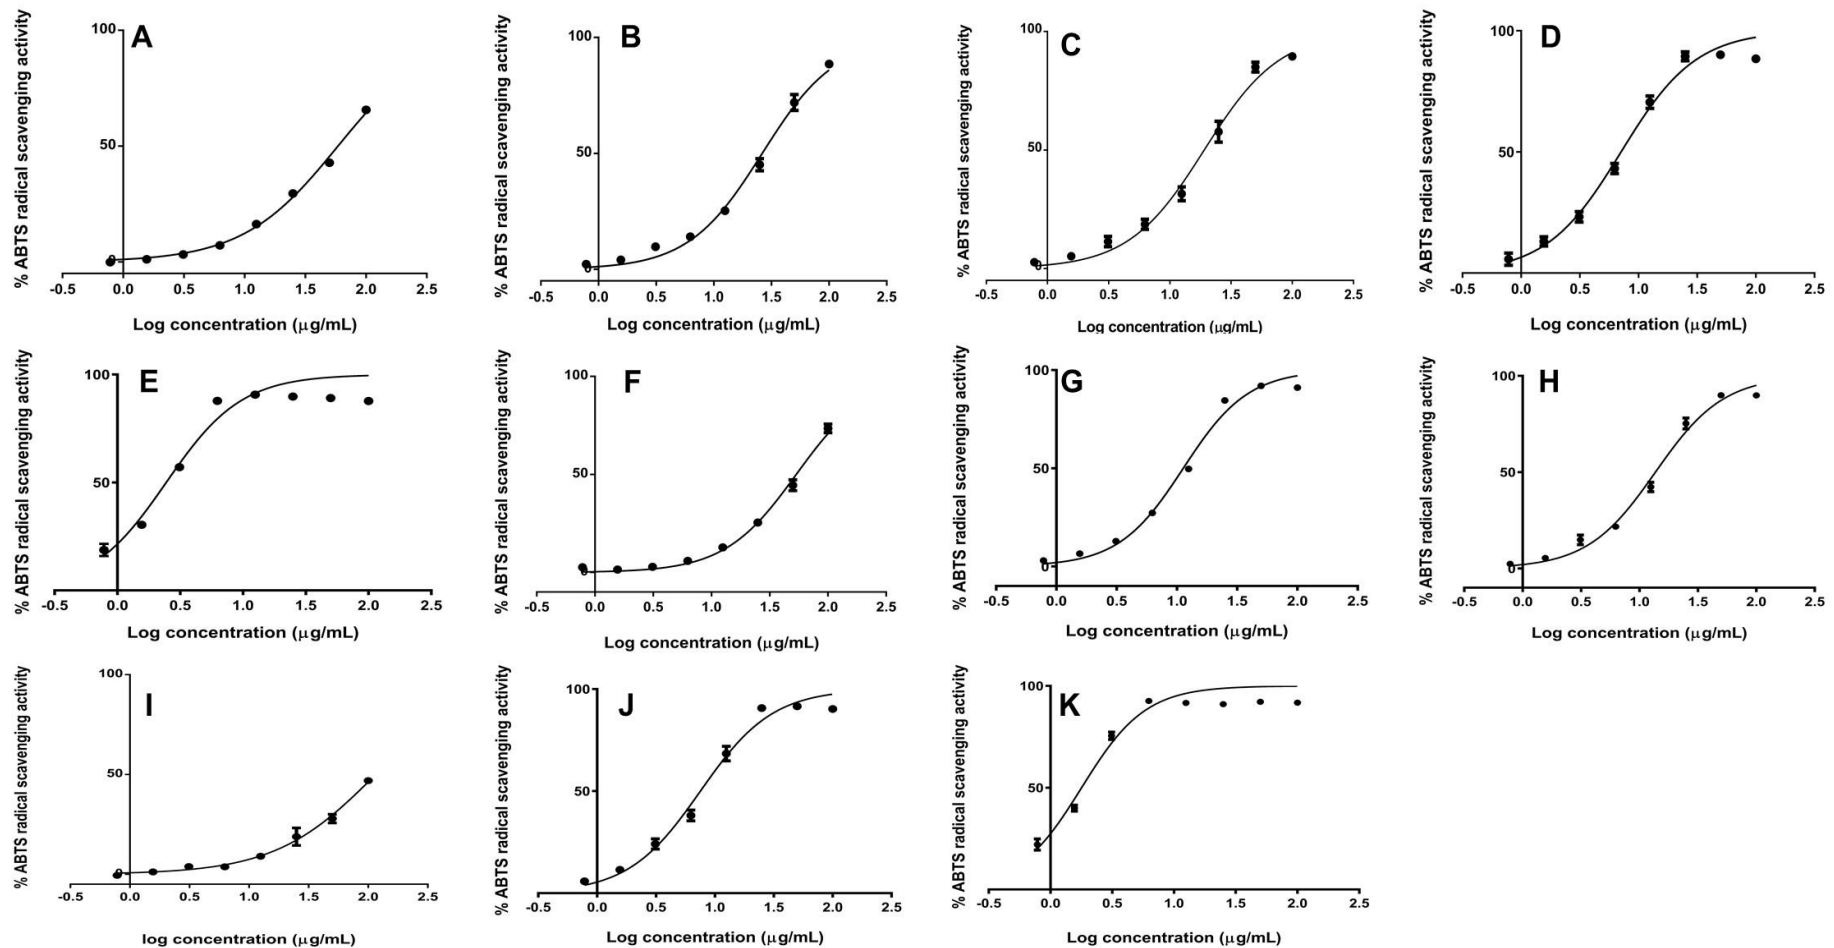 % ABTS radical scavenging activity
A
100
50
0
-0.5 0.0 0.5 1.0 1.5 2.0 2.5
Log concentration (µg/mL)
% ABTS radical scavenging activity
B
100
50
0
-0.5 0.0 0.5 1.0 1.5 2.0 2.5
Log concentration (µg/mL)
% ABTS radical scavenging activity
C
100
50
0
-0.5 0.0 0.5 1.0 1.5 2.0 2.5
Log concentration (µg/mL)
% ABTS radical scavenging activity
D
100
50
-0.5 0.0 0.5 1.0 1.5 2.0 2.5
Log concentration (µg/mL)
% ABTS radical scavenging activity
E
100
50
-0.5 0.0 0.5 1.0 1.5 2.0 2.5
Log concentration (µg/mL)
% ABTS radical scavenging activity
F
100
50
0
-0.5 0.0 0.5 1.0 1.5 2.0 2.5
Log concentration (µg/mL)
% ABTS radical scavenging activity
G
100
50
0
-0.5 0.0 0.5 1.0 1.5 2.0 2.5
Log concentration (µg/mL)
% ABTS radical scavenging activity
H
100
50
0
-0.5 0.0 0.5 1.0 1.5 2.0 2.5
Log concentration (µg/mL)
% ABTS radical scavenging activity
I
100
50
0
-0.5 0.0 0.5 1.0 1.5 2.0 2.5
log concentration (µg/mL)
% ABTS radical scavenging activity
J
100
50
-0.5 0.0 0.5 1.0 1.5 2.0 2.5
Log concentration (µg/mL)
% ABTS radical scavenging activity
K
100
50
-0.5 0.0 0.5 1.0 1.5 2.0 2.5
Log concentration (µg/mL)